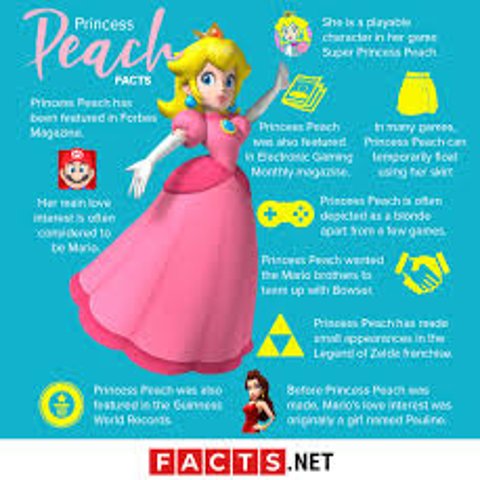 Princess
Peach
FACTS
She is a playable
character in her game
Super Princess Peach.
Princess Peach has
been featured in Forbes
Magazine.
Princess Peach
was also featured
in Electronic Gaming
Monthly magazine.
In many games,
Princess Peach can
temporarily float
using her skirt
Her main love
interest is often
considered to
be Mario.
Princess Peach is often
depicted as a blonde
apart from a few games.
Princess Peach wanted
the Mario brothers to
team up with Bowser.
Princess Peach has made
small appearances in the
Legend of Zelda franchise.
Princess Peach was also
featured in the Guinness
World Records.
Before Princess Peach was
made, Mario's love interest was
originally a girl named Pauline.
FACTS.NET